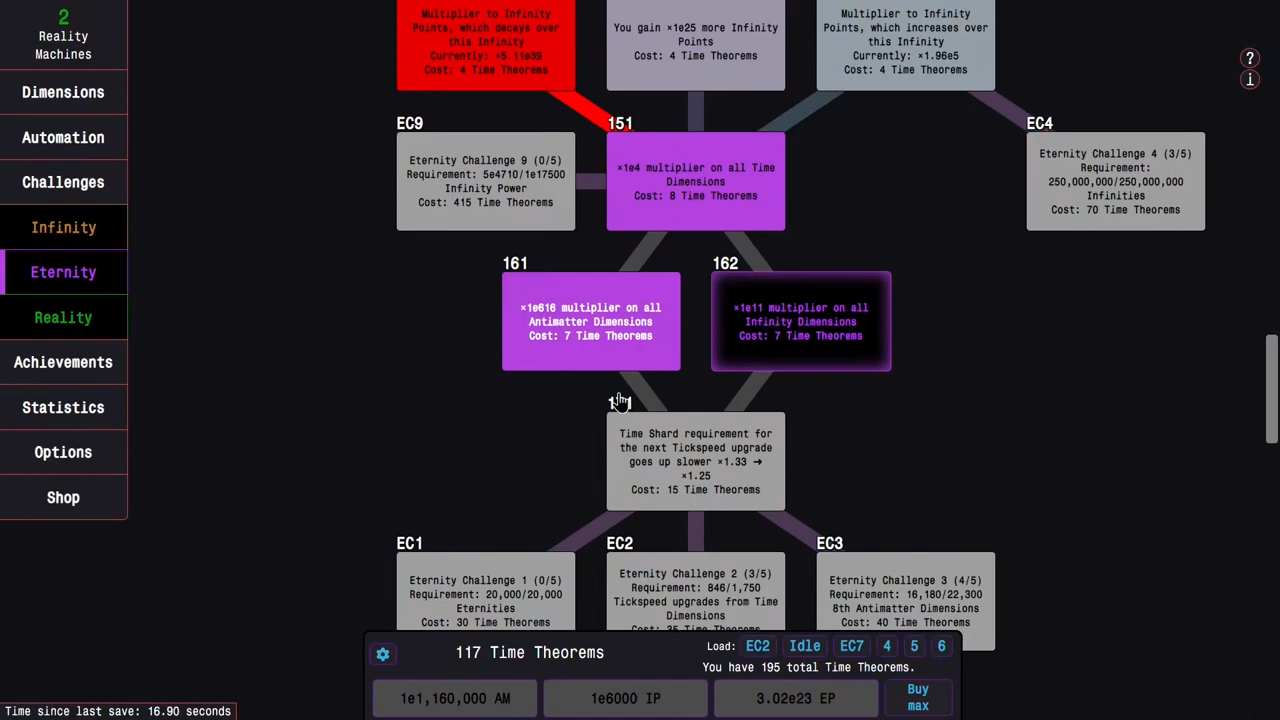 2
Reality
Machines
Dimensions
Automation
Challenges
Infinity
Eternity
Reality
Achievements
Statistics
Options
Shop
Multiplier to Infinity
Points, which decays over
this Infinity
Currently: ×5.11e39
Cost: 4 Time Theorems
You gain ×1e25 more Infinity
Points
Cost: 4 Time Theorems
Multiplier to Infinity
Points, which increases over
this Infinity
Currently: ×1.96e5
Cost: 4 Time Theorems
?
i
EC9
Eternity Challenge 9 (0/5)
Requirement: 5e4710/1e17500
Infinity Power
Cost: 415 Time Theorems
151
×1e4 multiplier on all Time
Dimensions
Cost: 8 Time Theorems
EC4
Eternity Challenge 4 (3/5)
Requirement:
250,000,000/250,000,000
Infinities
Cost: 70 Time Theorems
161
×1e616 multiplier on all
Antimatter Dimensions
Cost: 7 Time Theorems
162
×1e11 multiplier on all
Infinity Dimensions
Cost: 7 Time Theorems
Time Shard requirement for
the next Tickspeed upgrade
goes up slower ×1.33 →
×1.25
Cost: 15 Time Theorems
EC1
Eternity Challenge 1 (0/5)
Requirement: 20,000/20,000
Eternities
Cost: 30 Time Theorems
EC2
Eternity Challenge 2 (3/5)
Requirement: 846/1,750
Tickspeed upgrades from Time
Dimensions
Cost: 35 Time Theorems
EC3
Eternity Challenge 3 (4/5)
Requirement: 16,180/22,300
8th Antimatter Dimensions
Cost: 40 Time Theorems
117 Time Theorems
Load: EC2 Idle EC7 4 5 6
You have 195 total Time Theorems.
1e1,160,000 AM
1e6000 IP
3.02e23 EP
Buy
max
Time since last save: 16.90 seconds